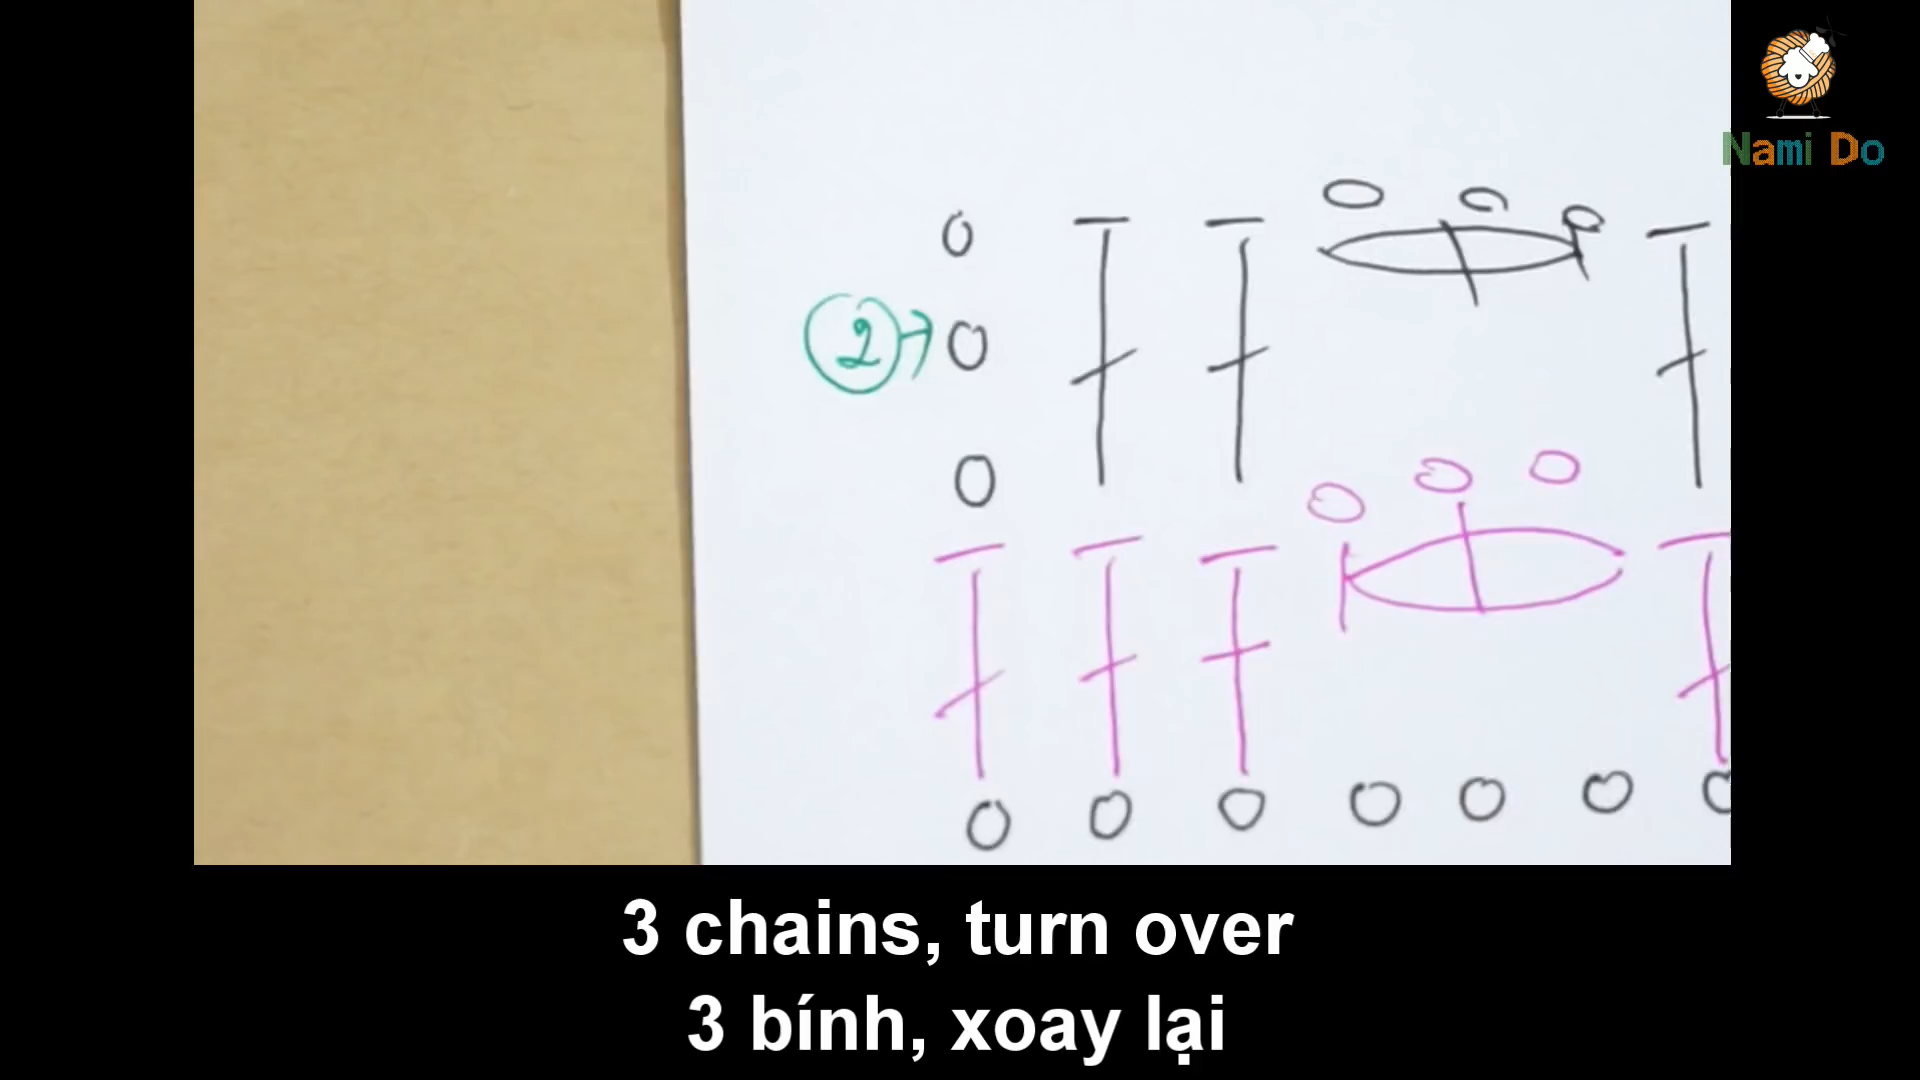 Nami Do
2
3 chains, turn over
3 bính, xoay lại